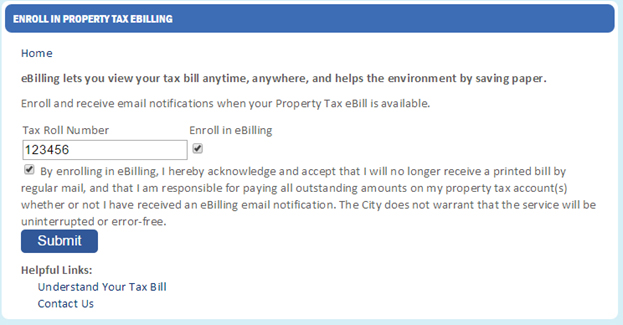 ENROLL IN PROPERTY TAX EBILLING
Home
eBilling lets you view your tax bill anytime, anywhere, and helps the environment by saving paper.
Enroll and receive email notifications when your Property Tax eBill is available.
Tax Roll Number Enroll in eBilling
123456
By enrolling in eBilling, I hereby acknowledge and accept that I will no longer receive a printed bill by
regular mail, and that I am responsible for paying all outstanding amounts on my property tax account(s)
whether or not I have received an eBilling email notification. The City does not warrant that the service will be
uninterrupted or error-free.
Submit
Helpful Links:
Understand Your Tax Bill
Contact Us